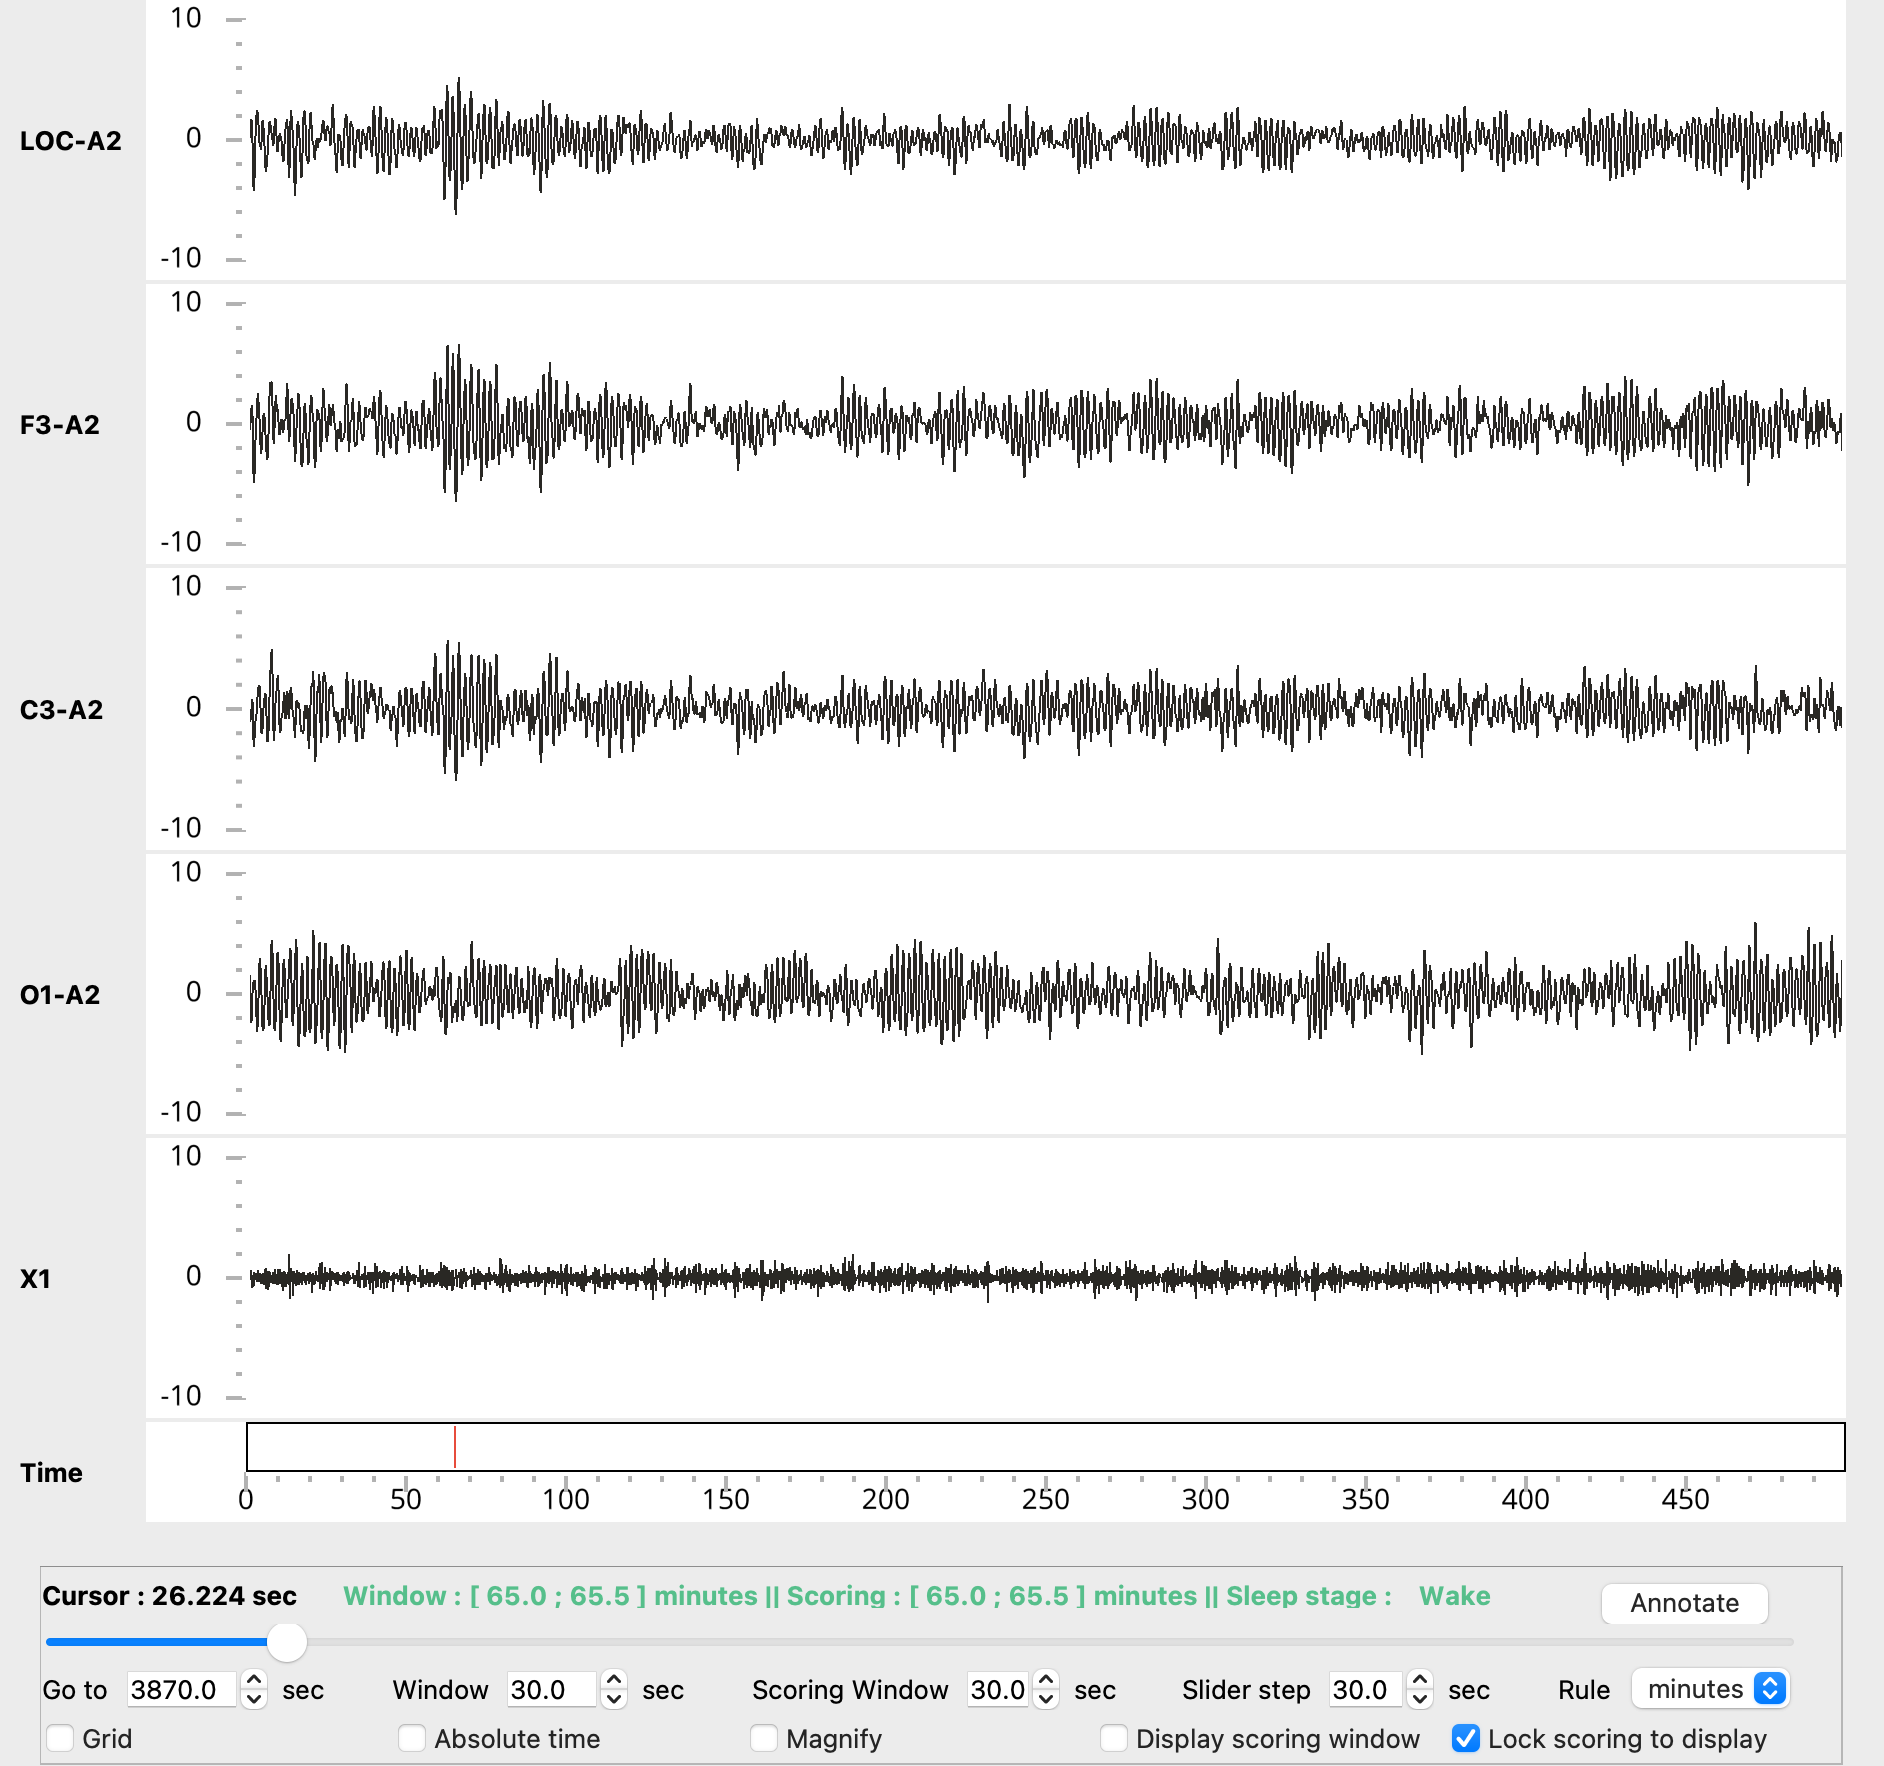 10
LOC-A2 0
-10
10
F3-A2 0
-10
10
C3-A2 0
-10
10
O1-A2 0
-10
10
X1 0
-10
Time
0 50 100 150 200 250 300 350 400 450
Cursor : 26.224 sec Window : [ 65.0 ; 65.5 ] minutes || Scoring : [ 65.0 ; 65.5 ] minutes || Sleep stage : Wake Annotate
Go to 3870.0 sec Window 30.0 sec Scoring Window 30.0 sec Slider step 30.0 sec Rule minutes
Grid Absolute time Magnify Display scoring window Lock scoring to display